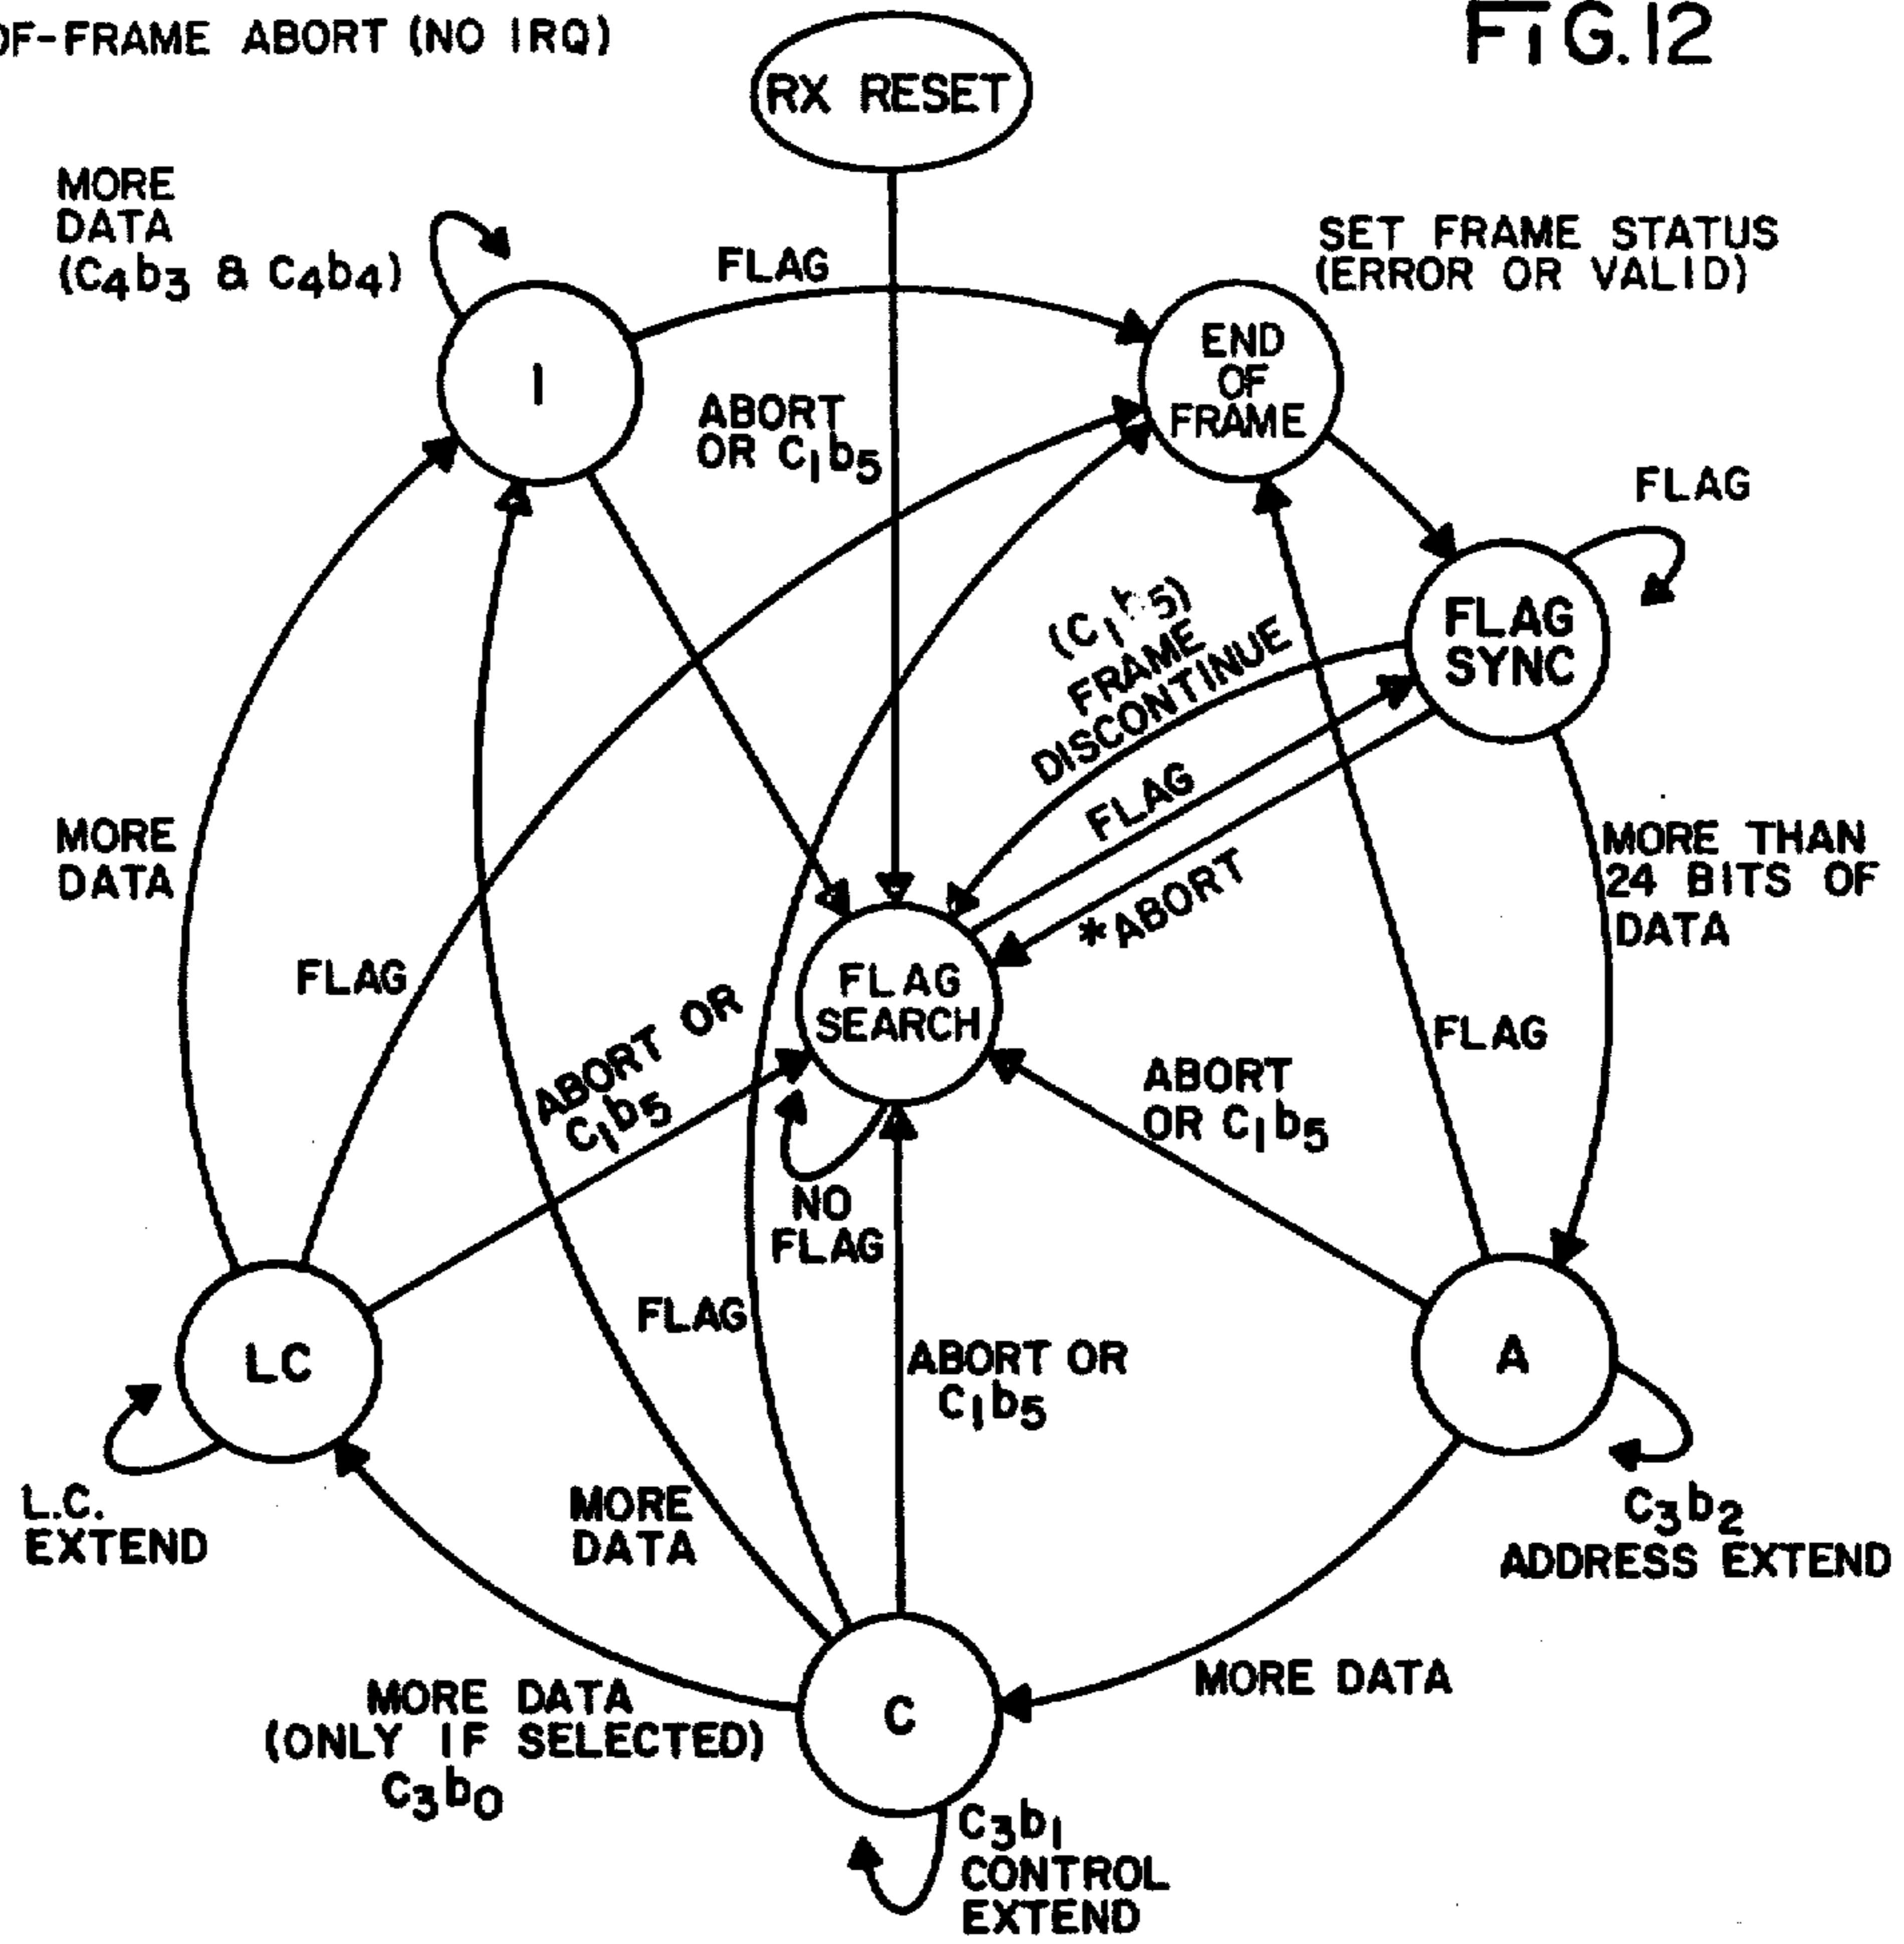 -FRAME ABORT (NO IRQ)
FIG.12
RX RESET
MORE
DATA
(C4b3 & C4b4)
FLAG
SET FRAME STATUS
(ERROR OR VALID)
I
END
OF
FRAME
ABORT
OR C1b5
FLAG
FLAG
SYNC
(C1b5)
FRAME
DISCONTINUE
FLAG
*ABORT
MORE THAN
24 BITS OF
DATA
MORE
DATA
FLAG
FLAG
SEARCH
ABORT OR
C1b5
FLAG
ABORT
OR C1b5
NO
FLAG
FLAG
ABORT OR
C1b5
LC
A
L.C.
EXTEND
MORE
DATA
C3b2
ADDRESS EXTEND
MORE DATA
(ONLY IF SELECTED)
C3b0
C
MORE DATA
C3b1
CONTROL
EXTEND